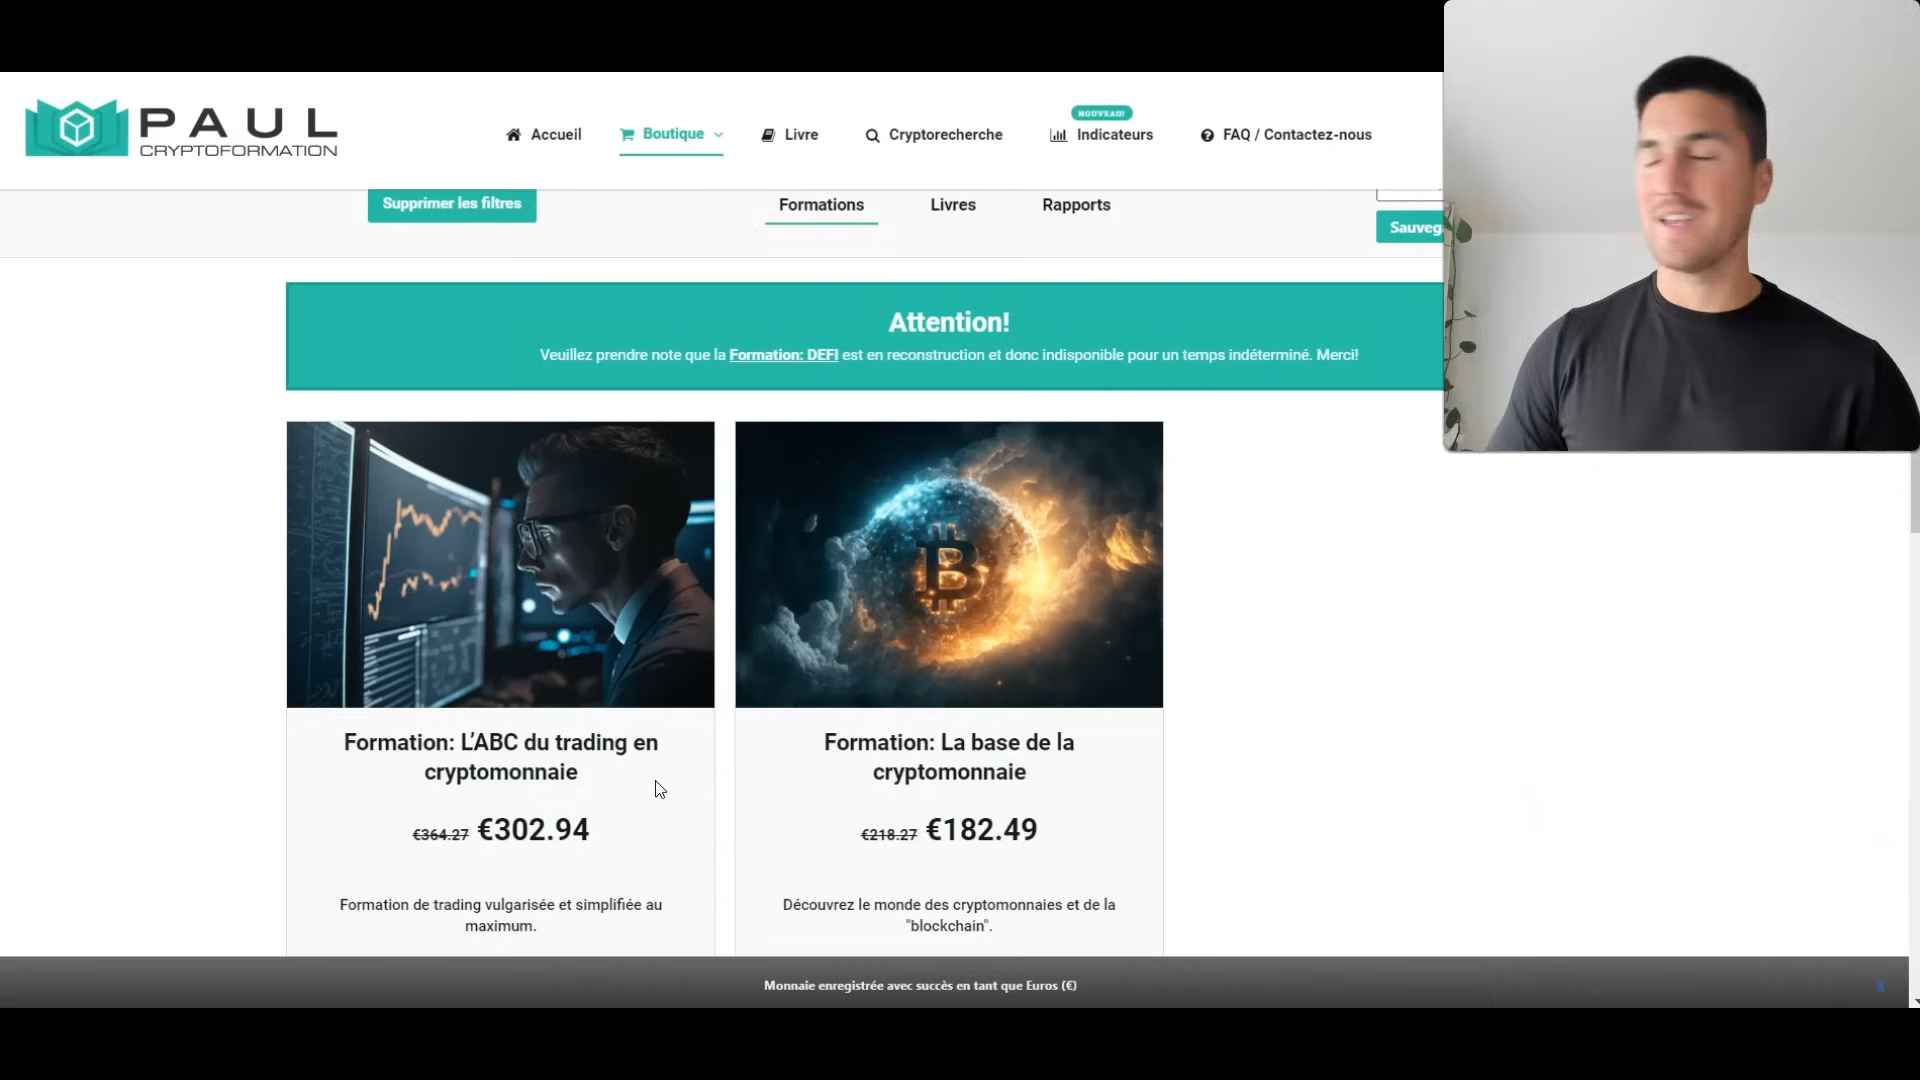 PAUL
CRYPTOFORMATION
Accueil
Boutique
Livre
Cryptorecherche
NOUVEAU!
Indicateurs
FAQ / Contactez-nous
Supprimer les filtres
Formations
Livres
Rapports
Sauveg
Attention!
Veuillez prendre note que la Formation: DEFI est en reconstruction et donc indisponible pour un temps indéterminé. Merci!
Formation: L'ABC du trading en
cryptomonnaie
€364.27 €302.94
Formation de trading vulgarisée et simplifiée au
maximum.
Formation: La base de la
cryptomonnaie
€218.27 €182.49
Découvrez le monde des cryptomonnaies et de la
"blockchain".
Monnaie enregistrée avec succès en tant que Euros (€)